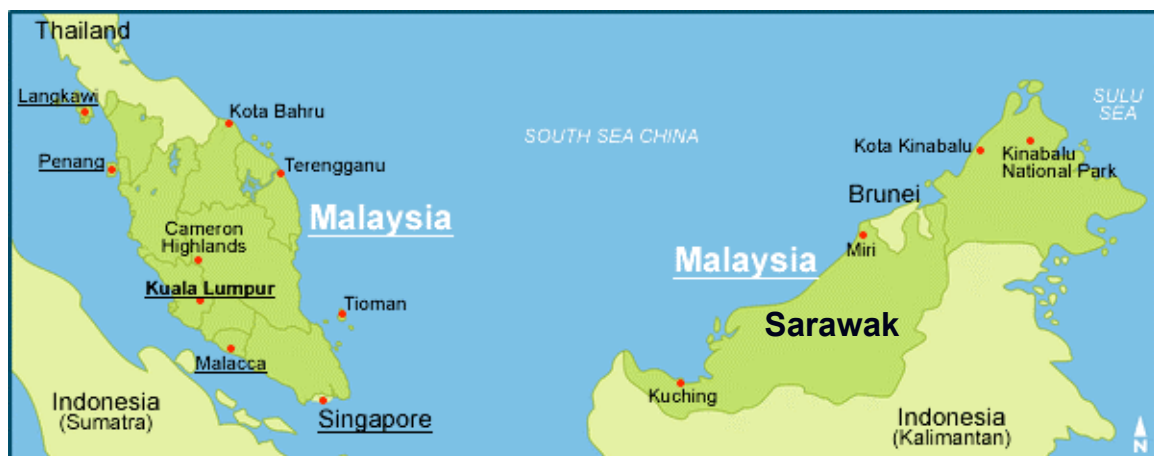 Thailand
Langkawi
Kota Bahru
Penang
Terengganu
Malaysia
Cameron
Highlands
Kuala Lumpur
Tioman
Malacca
Indonesia
(Sumatra)
Singapore
SOUTH SEA CHINA
SULU
SEA
Kota Kinabalu
Kinabalu
National Park
Brunei
Miri
Malaysia
Sarawak
Kuching
Indonesia
(Kalimantan)
N